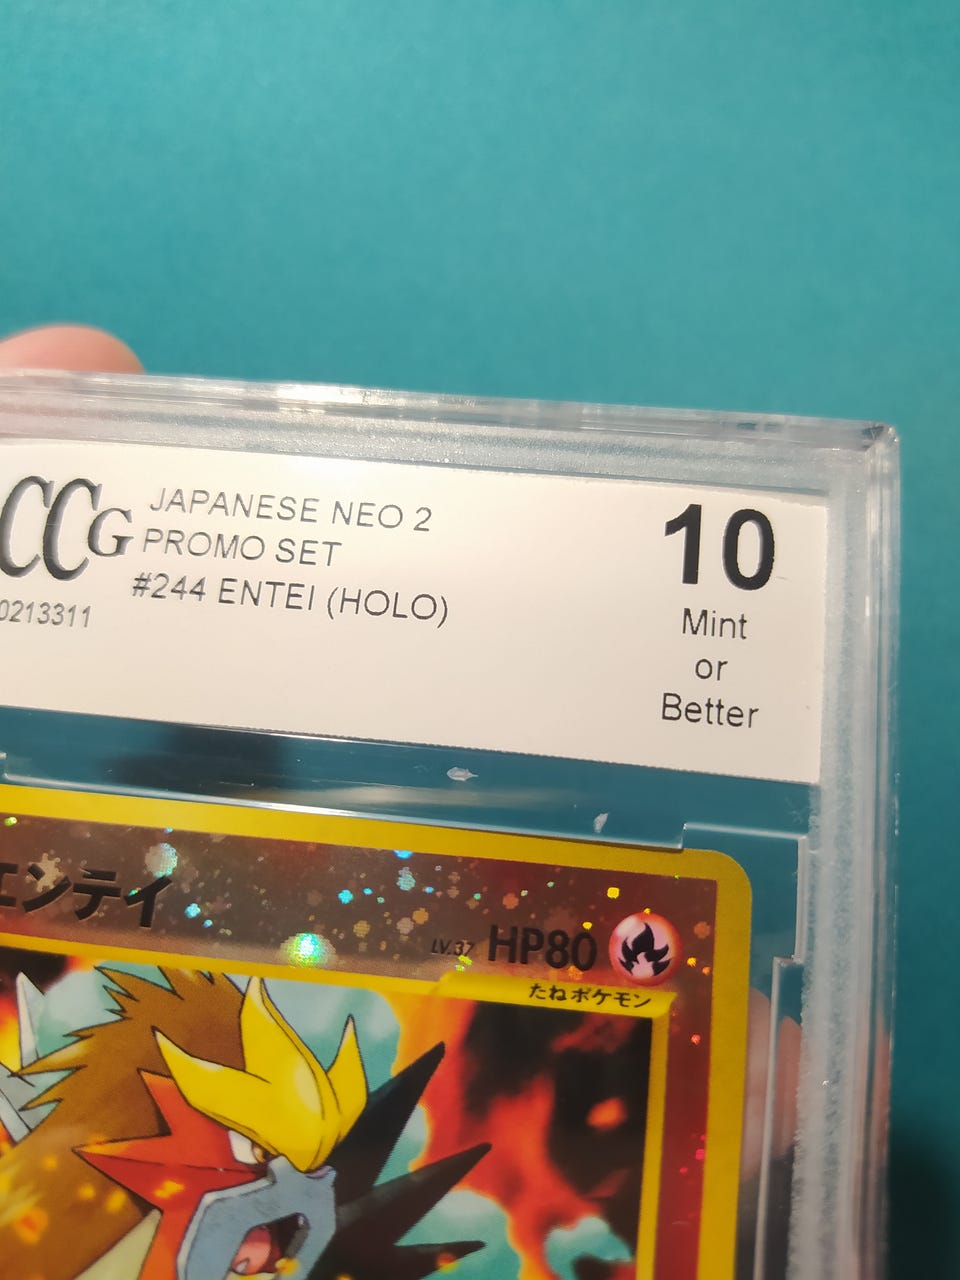 CCG
JAPANESE NEO 2
PROMO SET
#244 ENTEI (HOLO)
0213311
10
Mint
or
Better
エンテイ
LV.37 HP80
たねポケモン